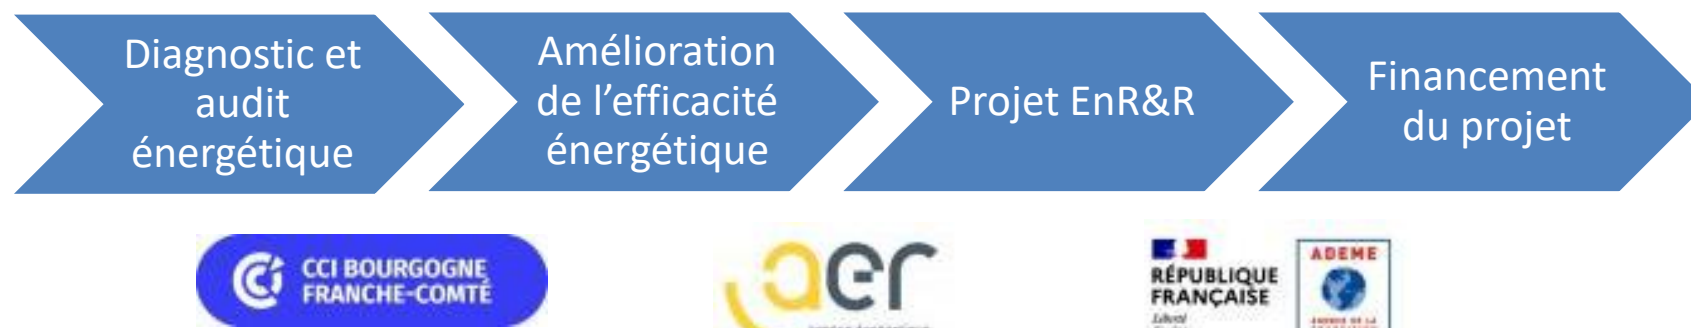 Diagnostic et
audit
énergétique
Amélioration
de l’efficacité
énergétique
Projet EnR&R
Financement
du projet
CCI BOURGOGNE
FRANCHE-COMTÉ
aer
RÉPUBLIQUE
FRANÇAISE
Liberté
ADEME